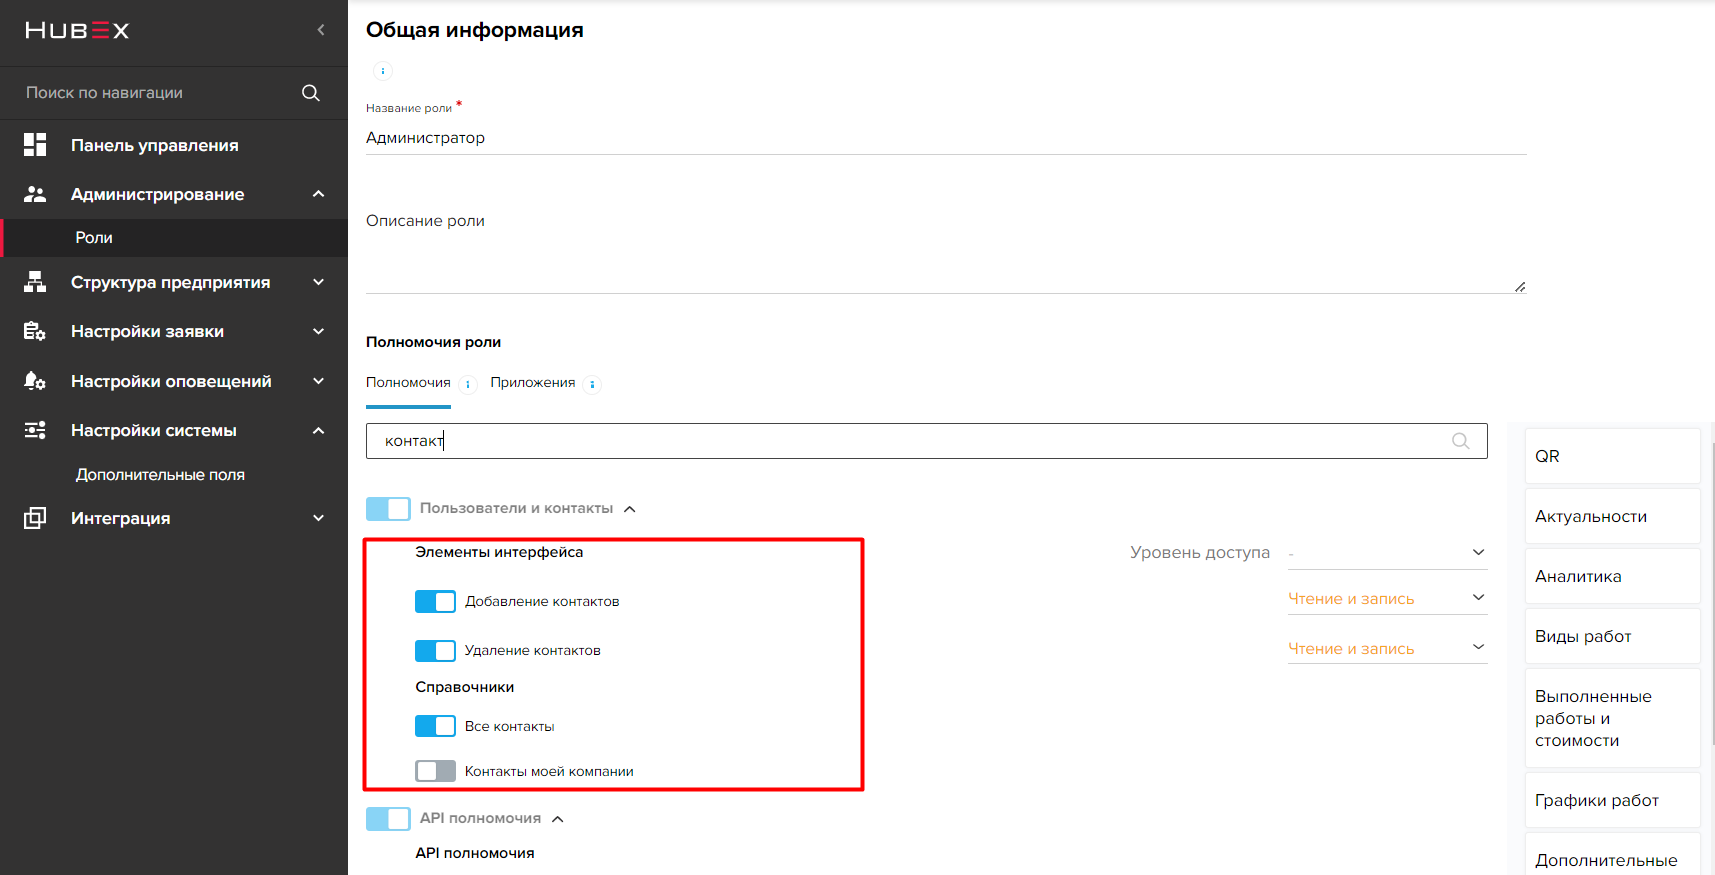 HUBEX
Поиск по навигации
Панель управления
Администрирование
Роли
Структура предприятия
Настройки заявки
Настройки оповещений
Настройки системы
Дополнительные поля
Интеграция
Общая информация
Название роли *
Администратор
Описание роли
Полномочия роли
Полномочия Приложения
контакт
Пользователи и контакты
Элементы интерфейса
Уровень доступа -
Добавление контактов
Чтение и запись
Удаление контактов
Чтение и запись
Справочники
Все контакты
Контакты моей компании
API полномочия
API полномочия
QR
Актуальности
Аналитика
Виды работ
Выполненные
работы и
стоимости
Графики работ
Дополнительные